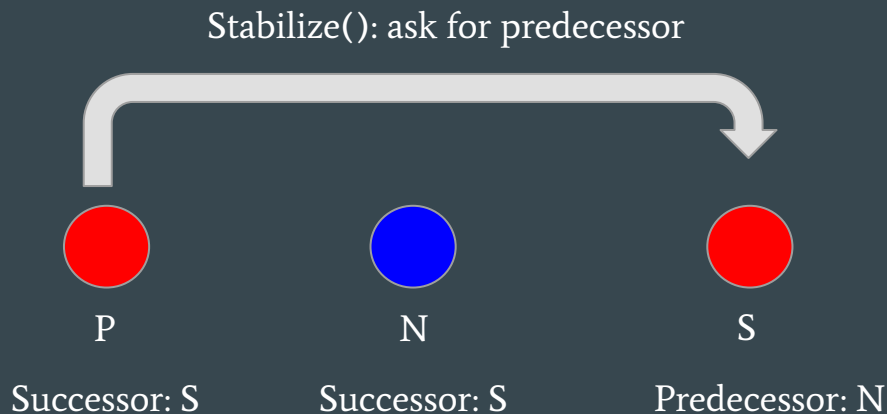 Stabilize(): ask for predecessor
P N S
Successor: S Successor: S Predecessor: N